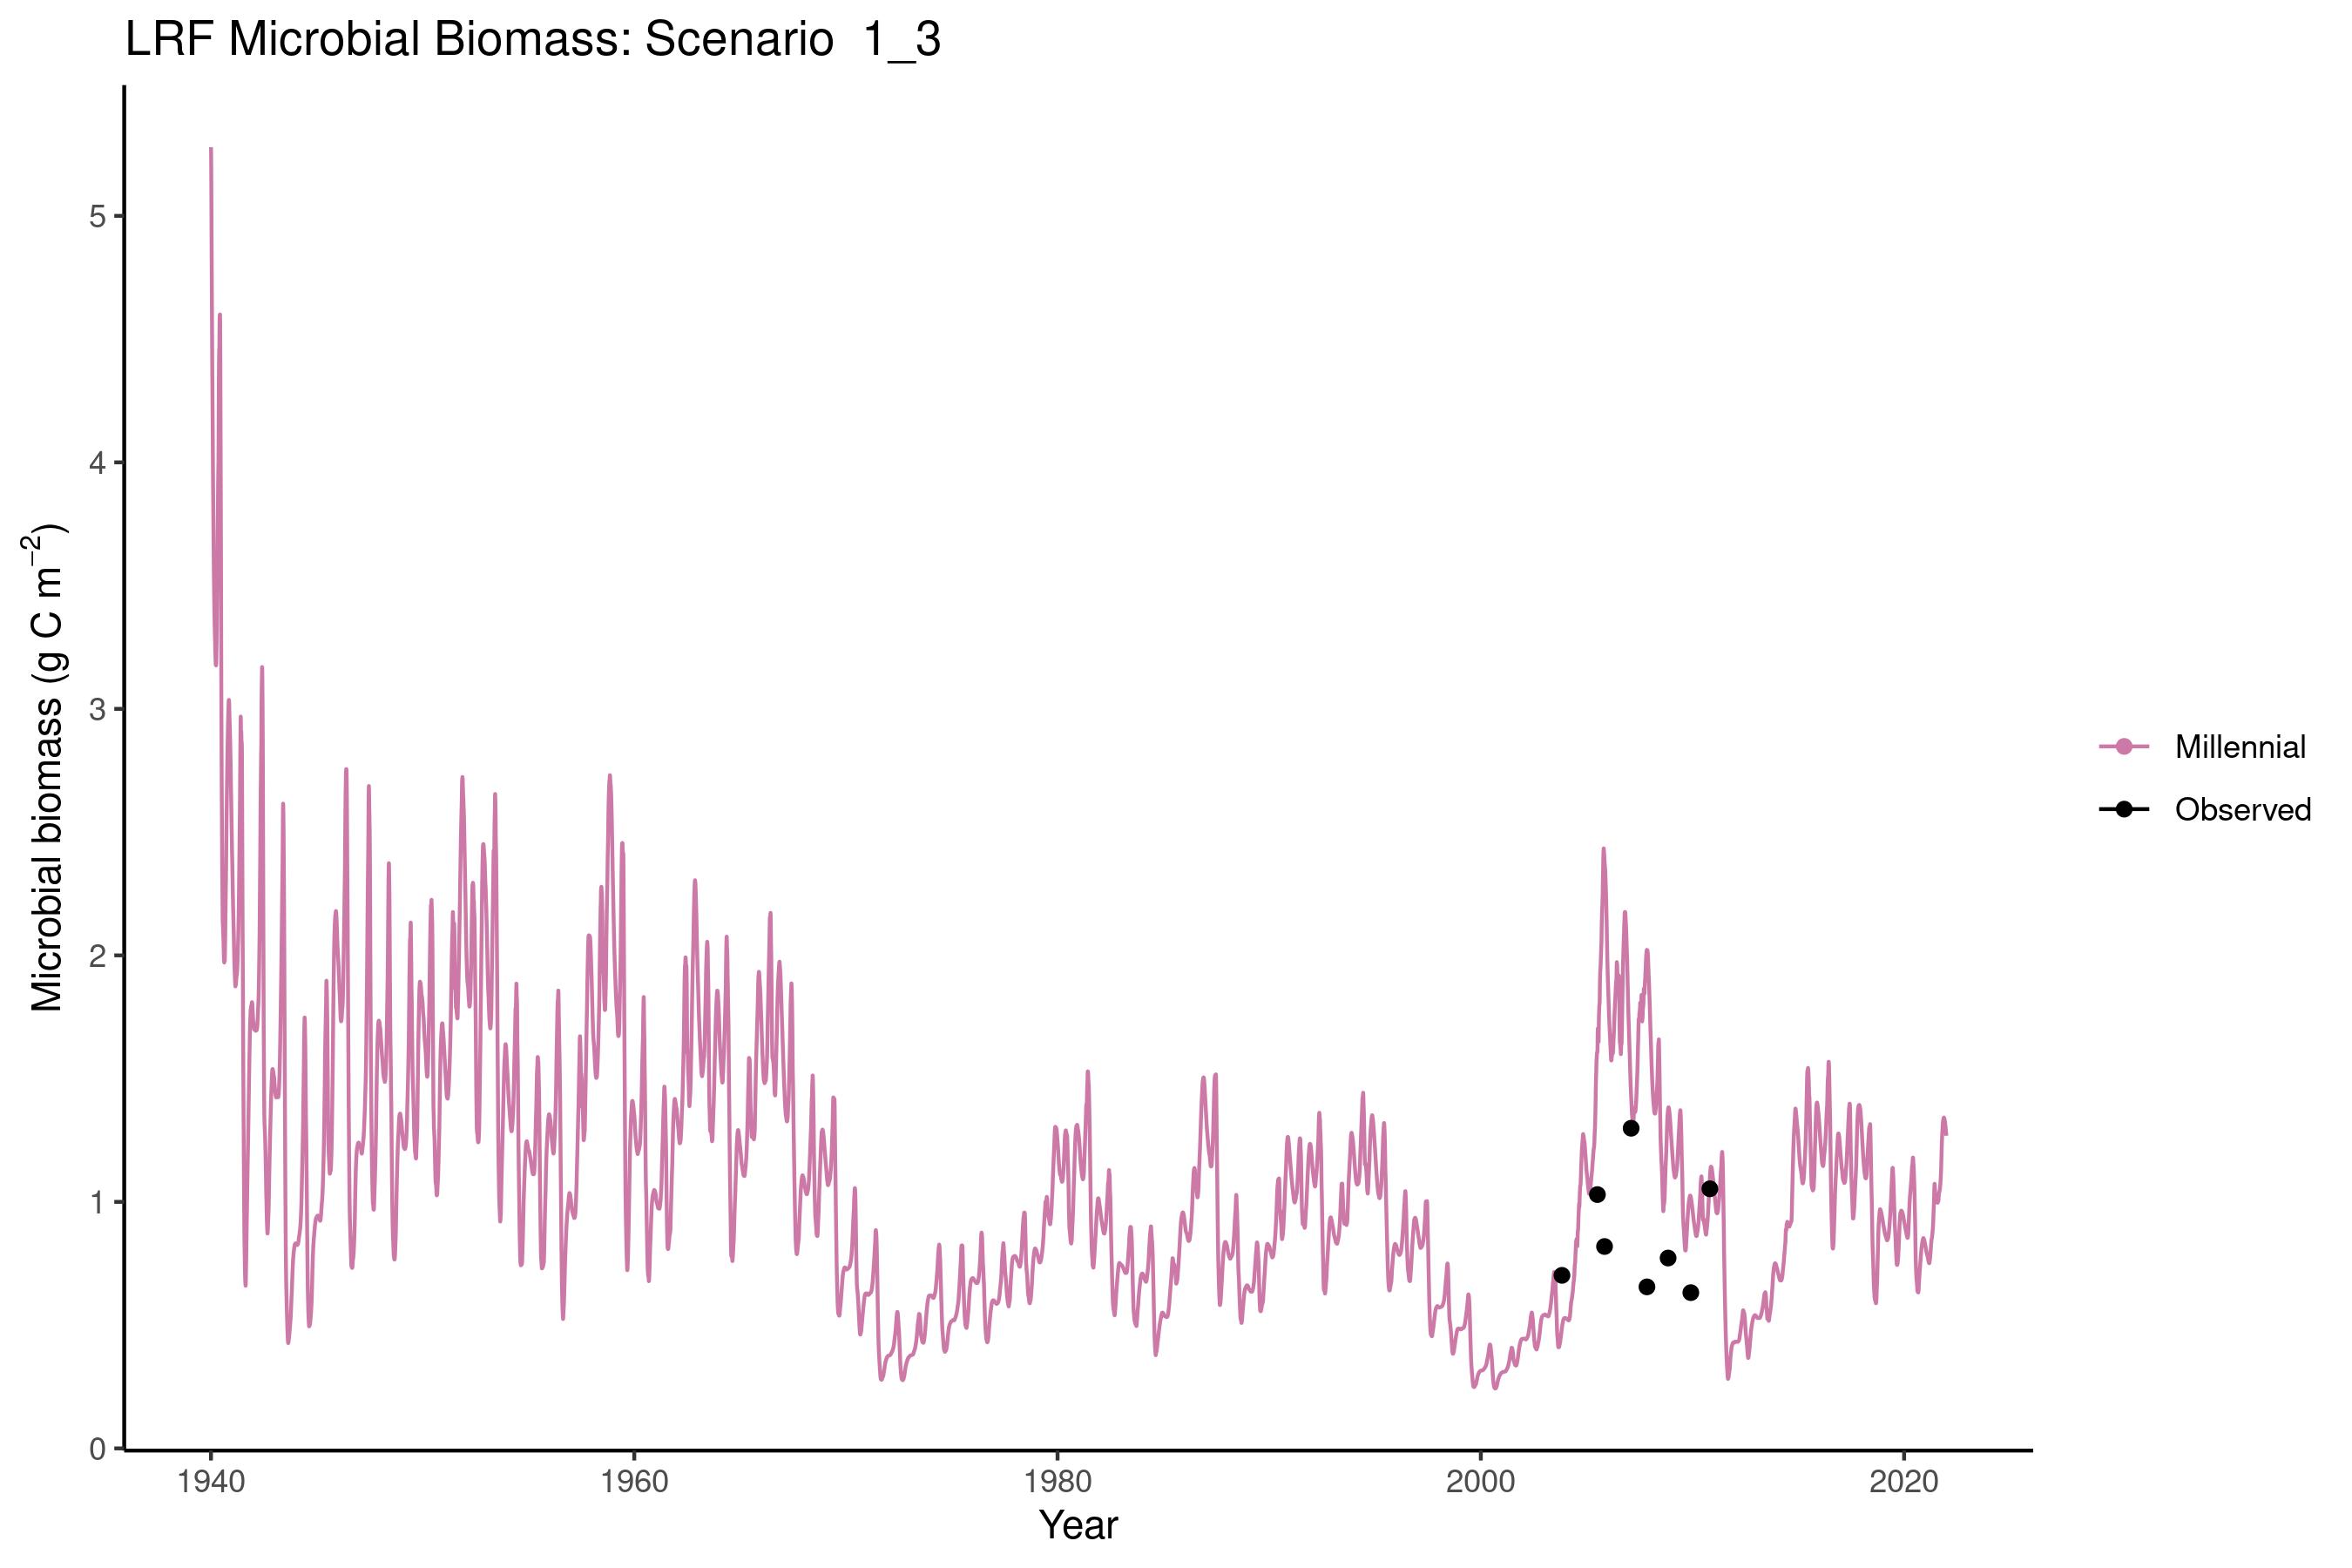 LRF Microbial Biomass: Scenario  1_3
Microbial biomass (g C m⁻²)
5
4
3
2
1
0
1940
1960
1980
2000
2020
Year
Millennial
Observed